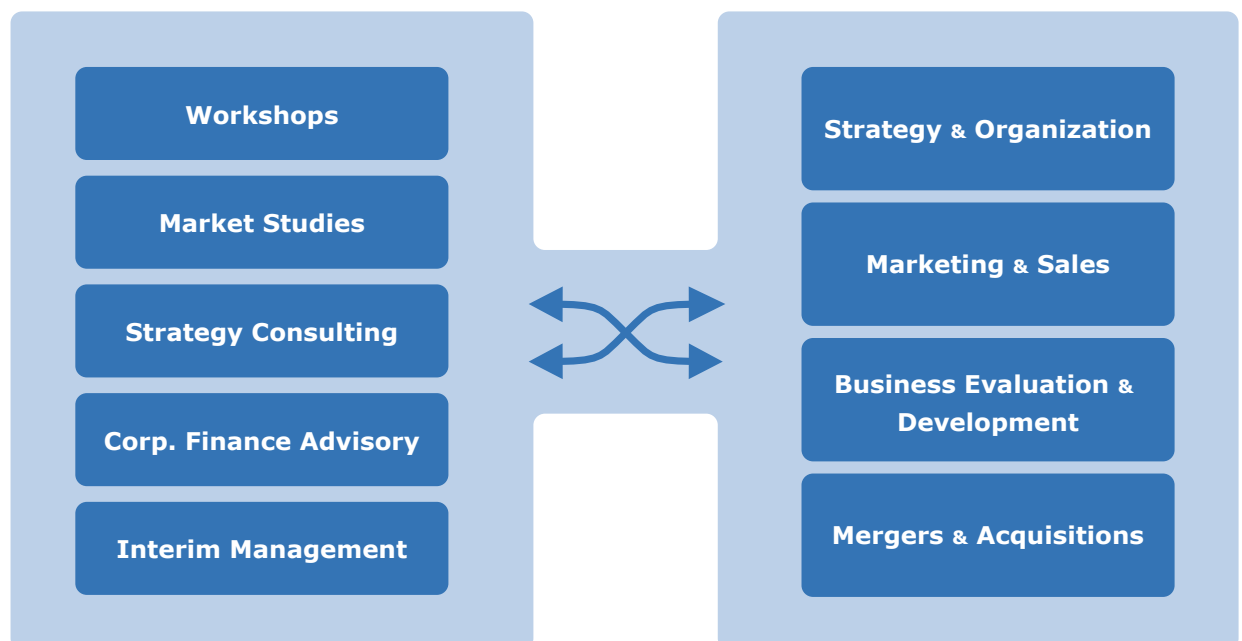 Workshops
Market Studies
Strategy Consulting
Corp. Finance Advisory
Interim Management
Strategy & Organization
Marketing & Sales
Business Evaluation &
Development
Mergers & Acquisitions